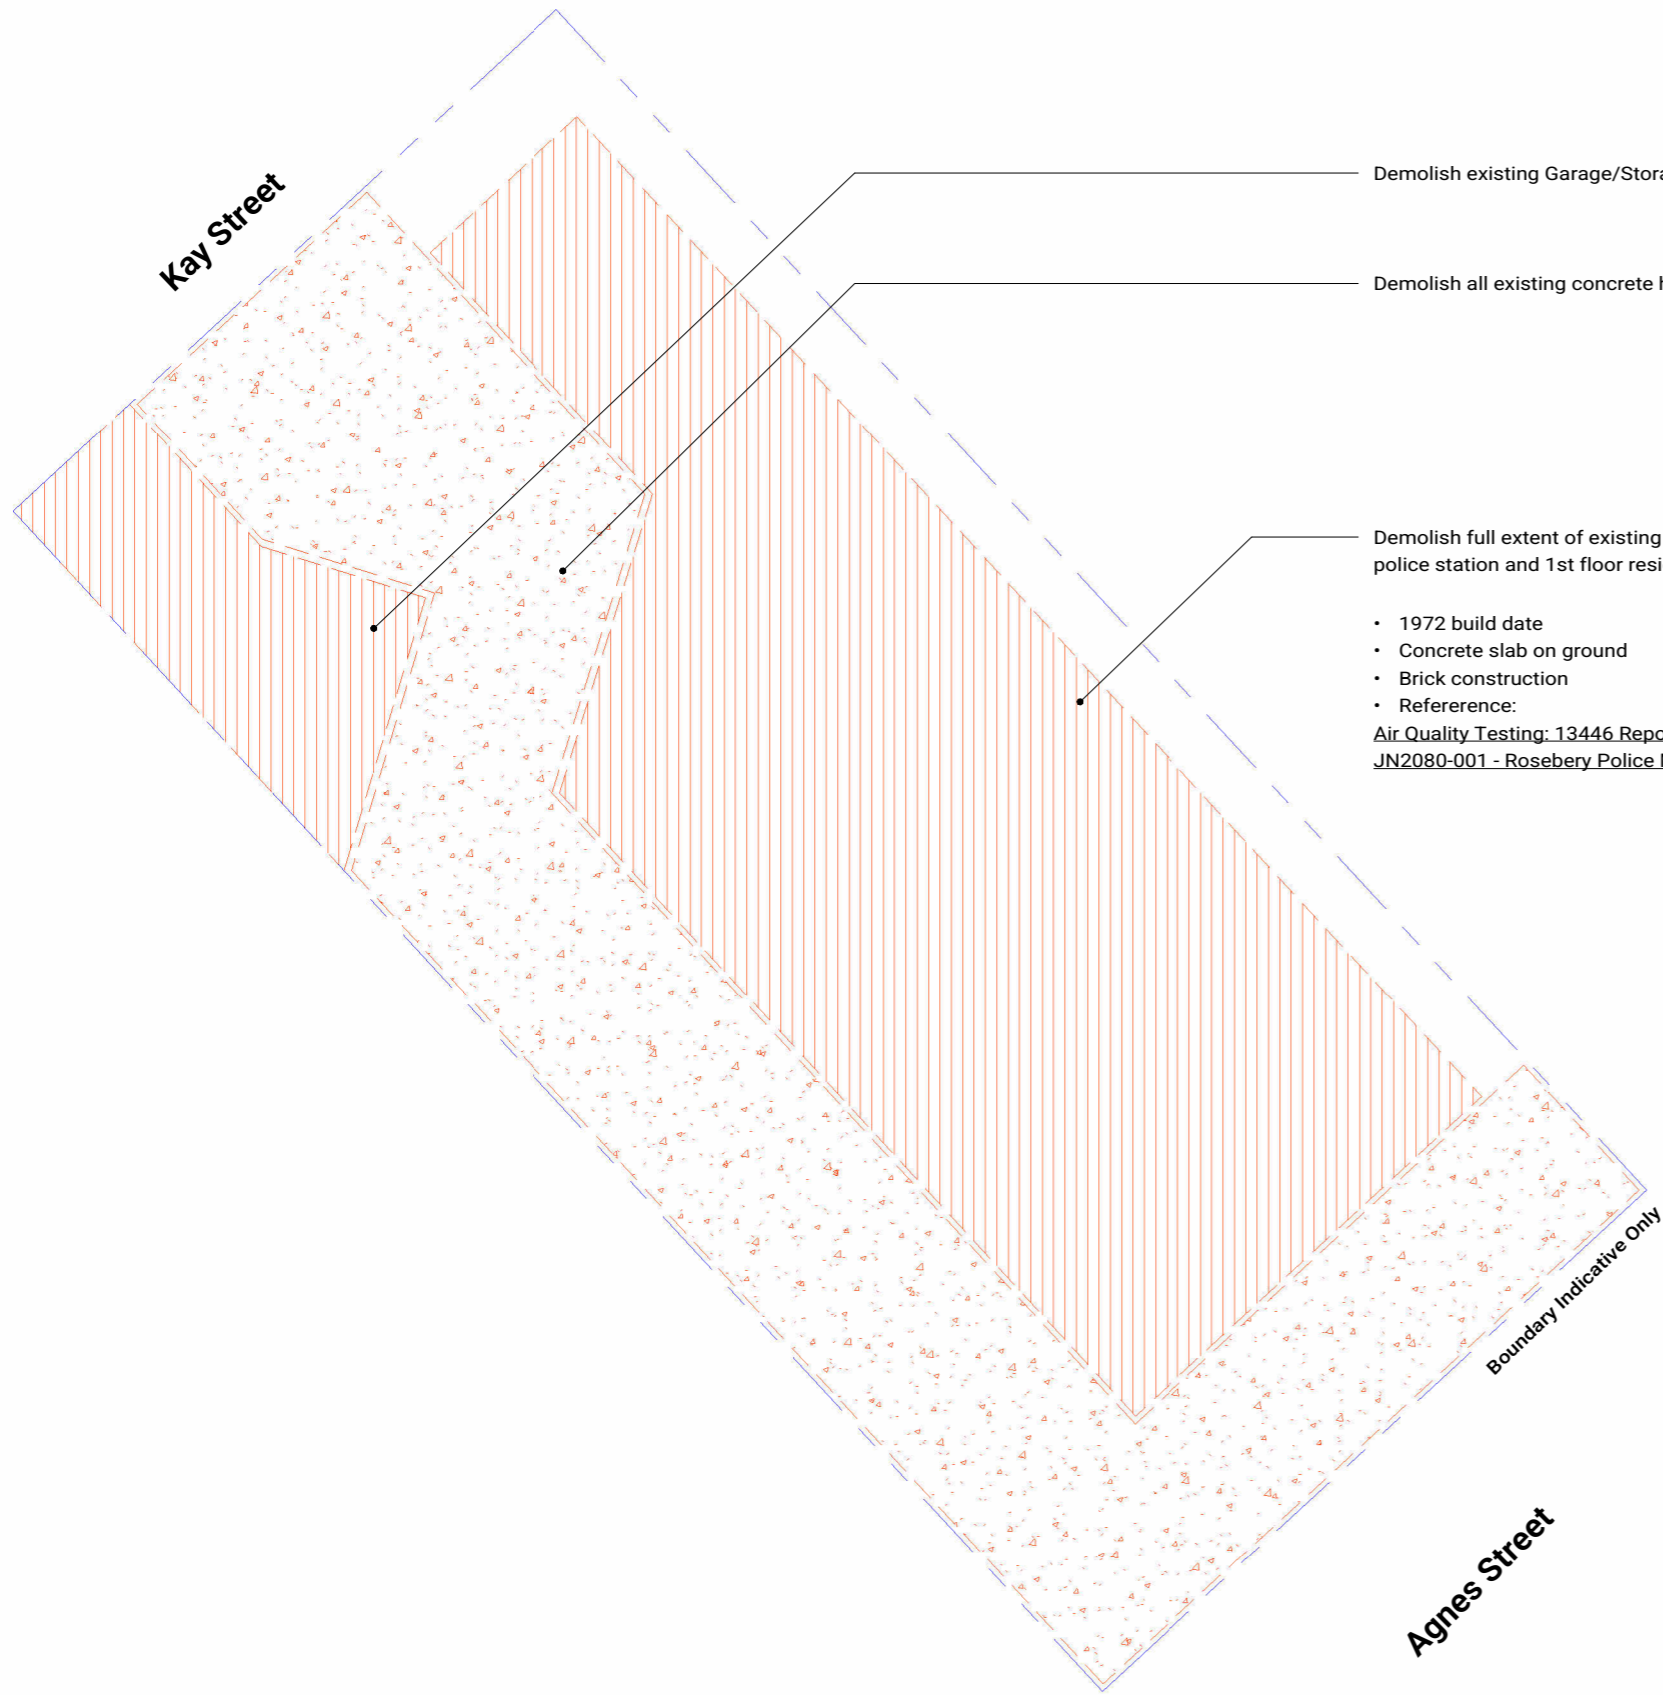 Kay Street
Demolish existing Garage/Stora
Demolish all existing concrete
Demolish full extent of existing
police station and 1st floor resi
• 1972 build date
• Concrete slab on ground
• Brick construction
• Refererence:
Air Quality Testing: 13446 Repo
JN2080-001 - Rosebery Police
Boundary Indicative Only
Agnes Street